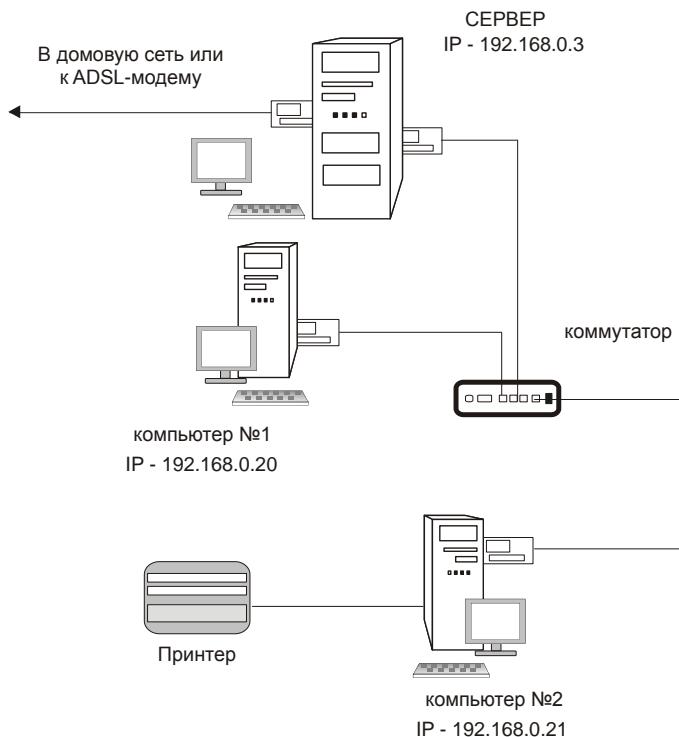 СЕРВЕР
IP - 192.168.0.3
В домовую сеть или
к ADSL-модему
коммутатор
компьютер №1
IP - 192.168.0.20
Принтер
компьютер №2
IP - 192.168.0.21